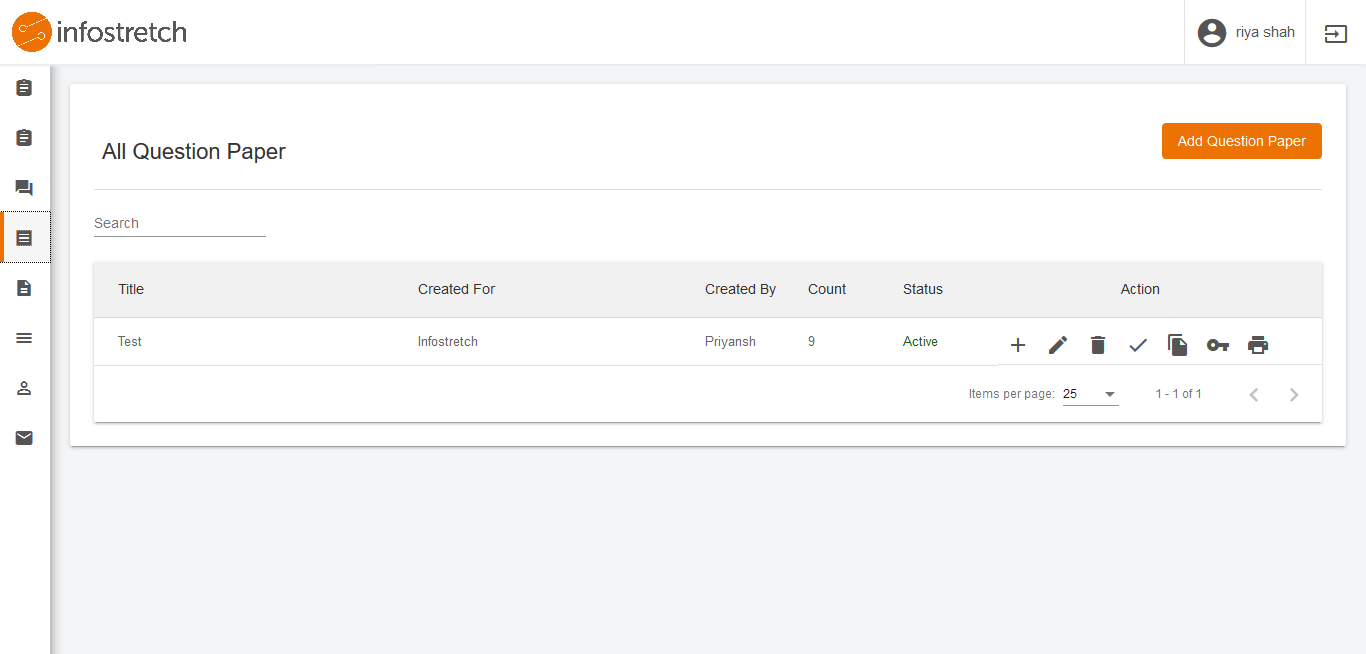 infostretch
riya shah
All Question Paper
Add Question Paper
Search
Title Created For Created By Count Status Action
Test Infostretch Priyansh 9 Active
Items per page: 25 1 - 1 of 1